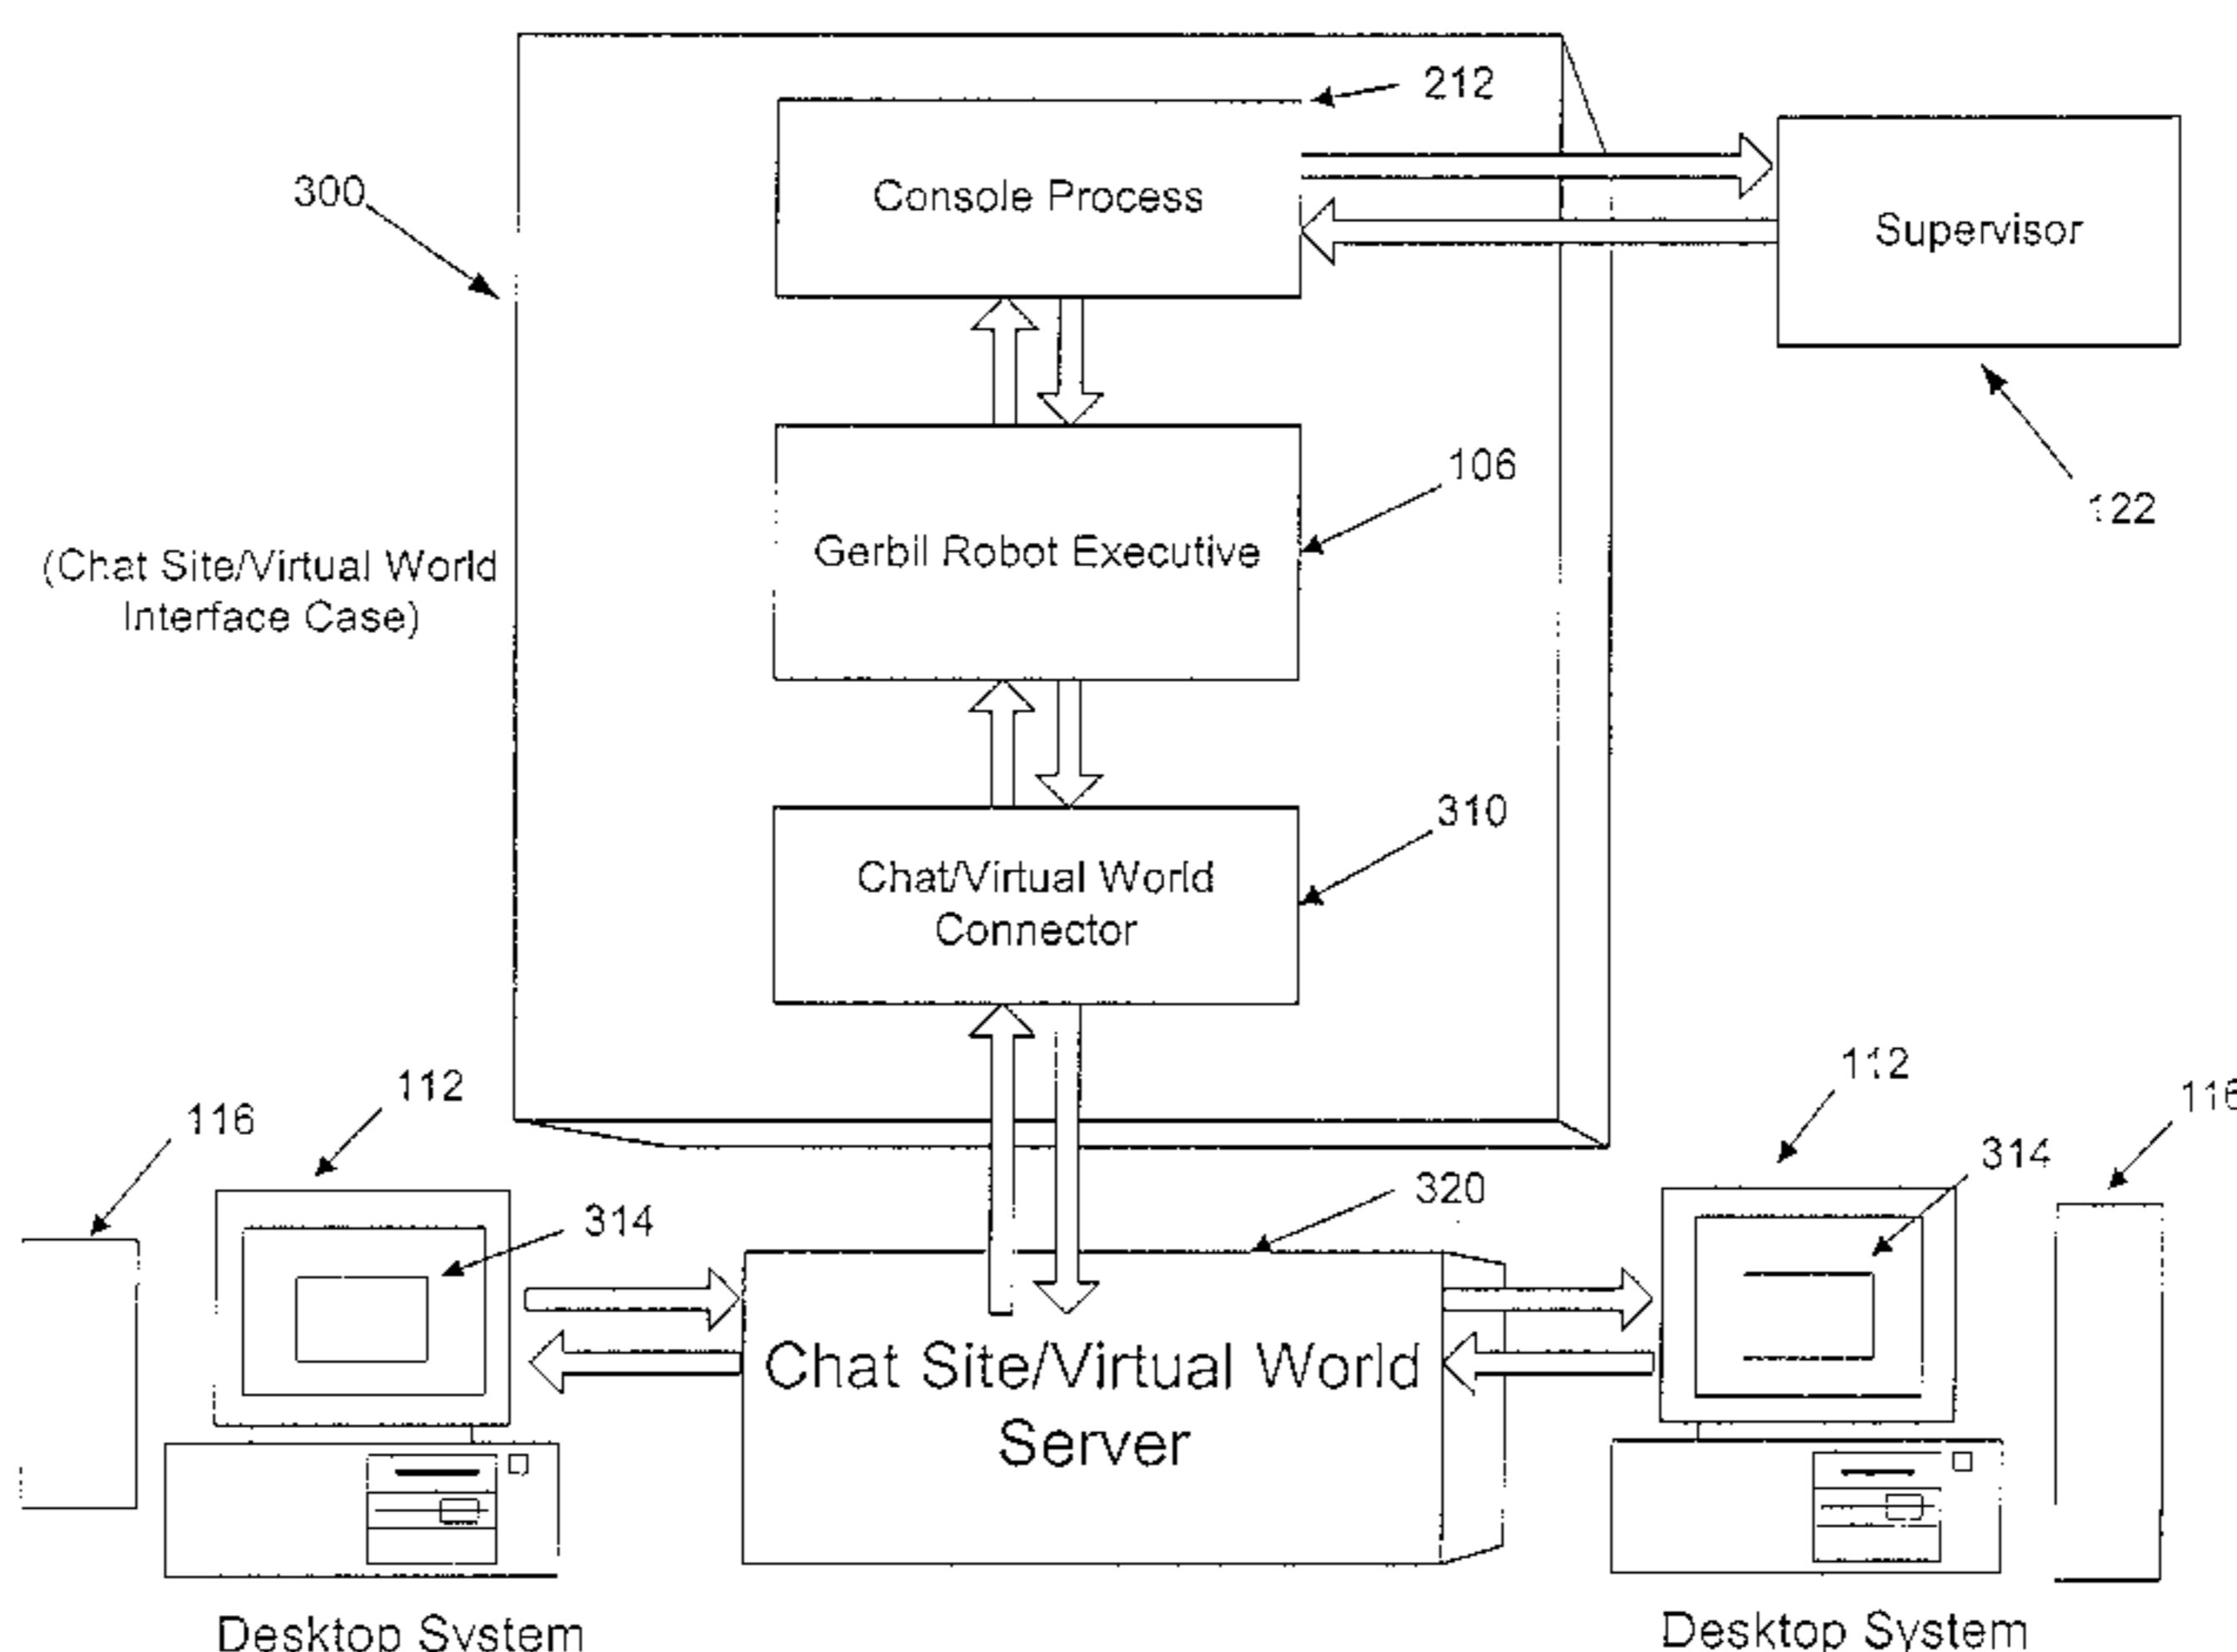 212
Console Process
300
Supervisor
106
122
Gerbil Robot Executive
(Chat Site/Virtual World
Interface Case)
310
Chat/Virtual World
Connector
112
116
112
116
314
320
314
Chat Site/Virtual World
Server
Desktop System
Desktop System